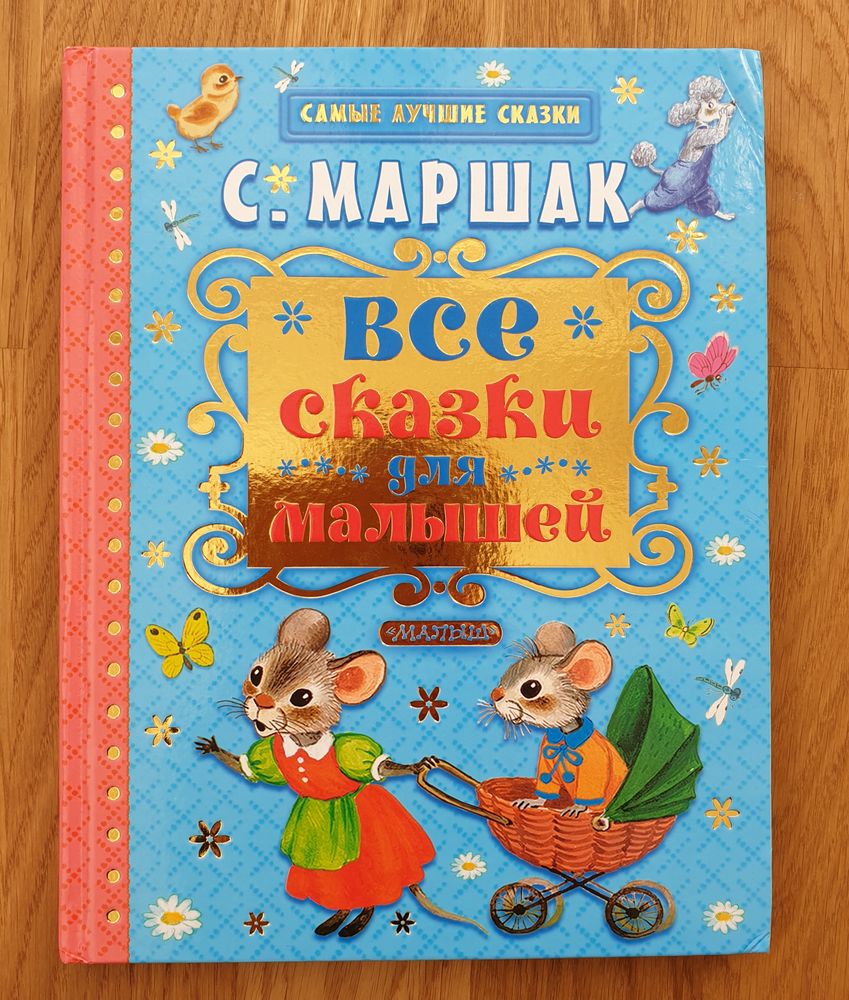 САМЫЕ ЛУЧШИЕ СКАЗКИ
С. МАРШАК
Все
сказки
для
малышей
«МАЛЫШ»